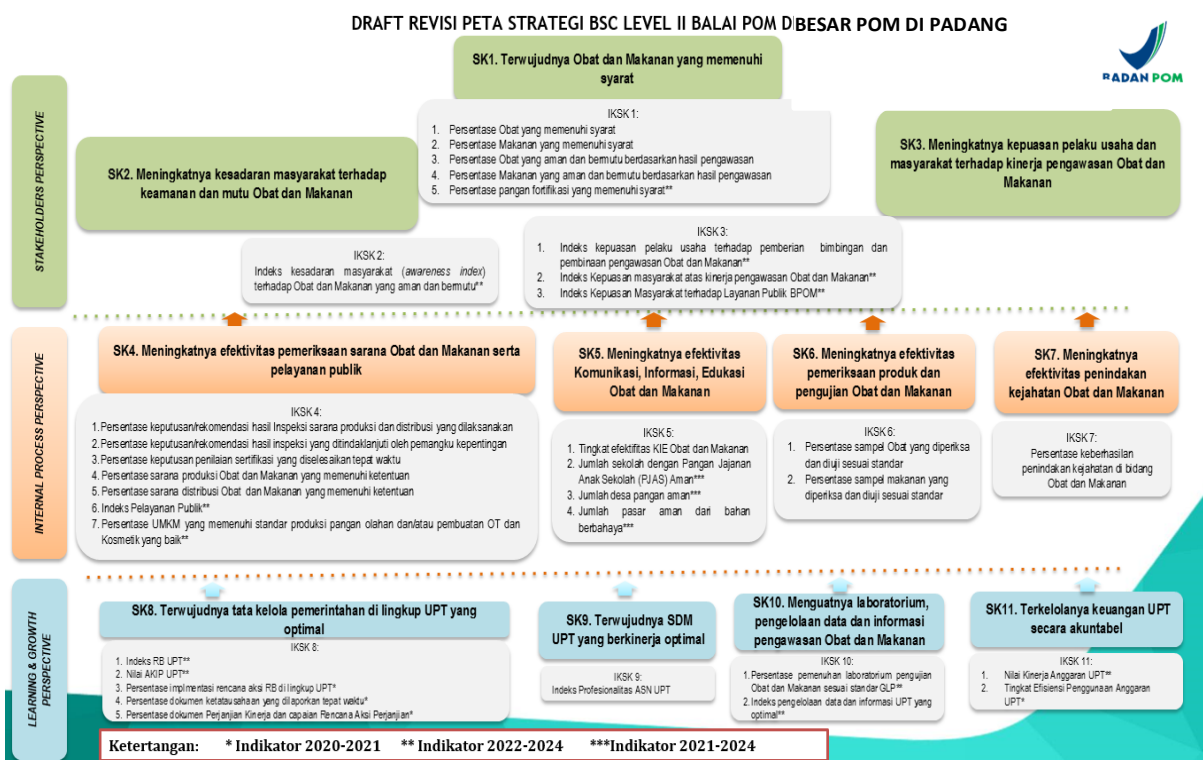 DRAFT REVISI PETA STRATEGI BSC LEVEL II BALAI POM DI BESAR POM DI PADANG
BADAN POM
STAKEHOLDERS PERSPECTIVE
SK1. Terwujudnya Obat dan Makanan yang memenuhi
syarat
IKSK 1:
1. Persentase Obat yang memenuhi syarat
2. Persentase Makanan yang memenuhi syarat
3. Persentase Obat yang aman dan bermutu berdasarkan hasil pengawasan
4. Persentase Makanan yang aman dan bermutu berdasarkan hasil pengawasan
5. Persentase pangan fortifikasi yang memenuhi syarat**
SK2. Meningkatnya kesadaran masyarakat terhadap
keamanan dan mutu Obat dan Makanan
IKSK 2:
Indeks kesadaran masyarakat (awareness index)
terhadap Obat dan Makanan yang aman dan bermutu**
SK3. Meningkatnya kepuasan pelaku usaha dan
masyarakat terhadap kinerja pengawasan Obat dan
Makanan
IKSK 3:
1. Indeks kepuasan pelaku usaha terhadap pemberian bimbingan dan
pembinaan pengawasan Obat dan Makanan**
2. Indeks Kepuasan masyarakat atas kinerja pengawasan Obat dan Makanan**
3. Indeks Kepuasan Masyarakat terhadap Layanan Publik BPOM**
INTERNAL PROCESS PERSPECTIVE
SK4. Meningkatnya efektivitas pemeriksaan sarana Obat dan Makanan serta
pelayanan publik
IKSK 4:
1. Persentase keputusan/rekomendasi hasil Inspeksi sarana produksi dan distribusi yang dilaksanakan
2. Persentase keputusan/rekomendasi hasil inspeksi yang ditindaklanjuti oleh pemangku kepentingan
3. Persentase keputusan penilaian sertifikasi yang diselesaikan tepat waktu
4. Persentase sarana produksi Obat dan Makanan yang memenuhi ketentuan
5. Persentase sarana distribusi Obat dan Makanan yang memenuhi ketentuan
6. Indeks Pelayanan Publik**
7. Persentase UMKM yang memenuhi standar produksi pangan olahan dan/atau pembuatan OT dan
Kosmetik yang baik**
SK5. Meningkatnya efektivitas
Komunikasi, Informasi, Edukasi
Obat dan Makanan
IKSK 5:
1. Tingkat efektifitas KIE Obat dan Makanan
2. Jumlah sekolah dengan Pangan Jajanan
Anak Sekolah (PJAS) Aman***
3. Jumlah desa pangan aman***
4. Jumlah pasar aman dari bahan
berbahaya***
SK6. Meningkatnya efektivitas
pemeriksaan produk dan
pengujian Obat dan Makanan
IKSK 6:
1. Persentase sampel Obat yang diperiksa
dan diuji sesuai standar
2. Persentase sampel makanan yang
diperiksa dan diuji sesuai standar
SK7. Meningkatnya
efektivitas penindakan
kejahatan Obat dan Makanan
IKSK 7:
Persentase keberhasilan
penindakan kejahatan di bidang
Obat dan Makanan
LEARNING & GROWTH
PERSPECTIVE
SK8. Terwujudnya tata kelola pemerintahan di lingkup UPT yang
optimal
IKSK 8:
1. Indeks RB UPT**
2. Nilai AKIP UPT**
3. Persentase implmentasi rencana aksi RB di lingkup UPT*
4. Persentase dokumen ketatausahaan yang dilaporkan tepat waktu*
5. Persentase dokumen Perjanjian Kinerja dan capaian Rencana Aksi Perjanjian*
SK9. Terwujudnya SDM
UPT yang berkinerja optimal
IKSK 9:
Indeks Profesionalitas ASN UPT
SK10. Menguatnya laboratorium,
pengelolaan data dan informasi
pengawasan Obat dan Makanan
IKSK 10:
1. Persentase pemenuhan laboratorium pengujian
Obat dan Makanan sesuai standar GLP**
2. Indeks pengelolaan data dan informasi UPT yang
optimal**
SK11. Terkelolanya keuangan UPT
secara akuntabel
IKSK 11:
1. Nilai Kinerja Anggaran UPT**
2. Tingkat Efisiensi Penggunaan Anggaran
UPT*
Ketertangan: * Indikator 2020-2021 ** Indikator 2022-2024 ***Indikator 2021-2024